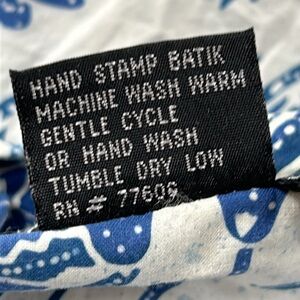 HAND STAMP BATIK
MACHINE WASH WARM
GENTLE CYCLE
OR HAND WASH
TUMBLE DRY LOW
RN # 77609